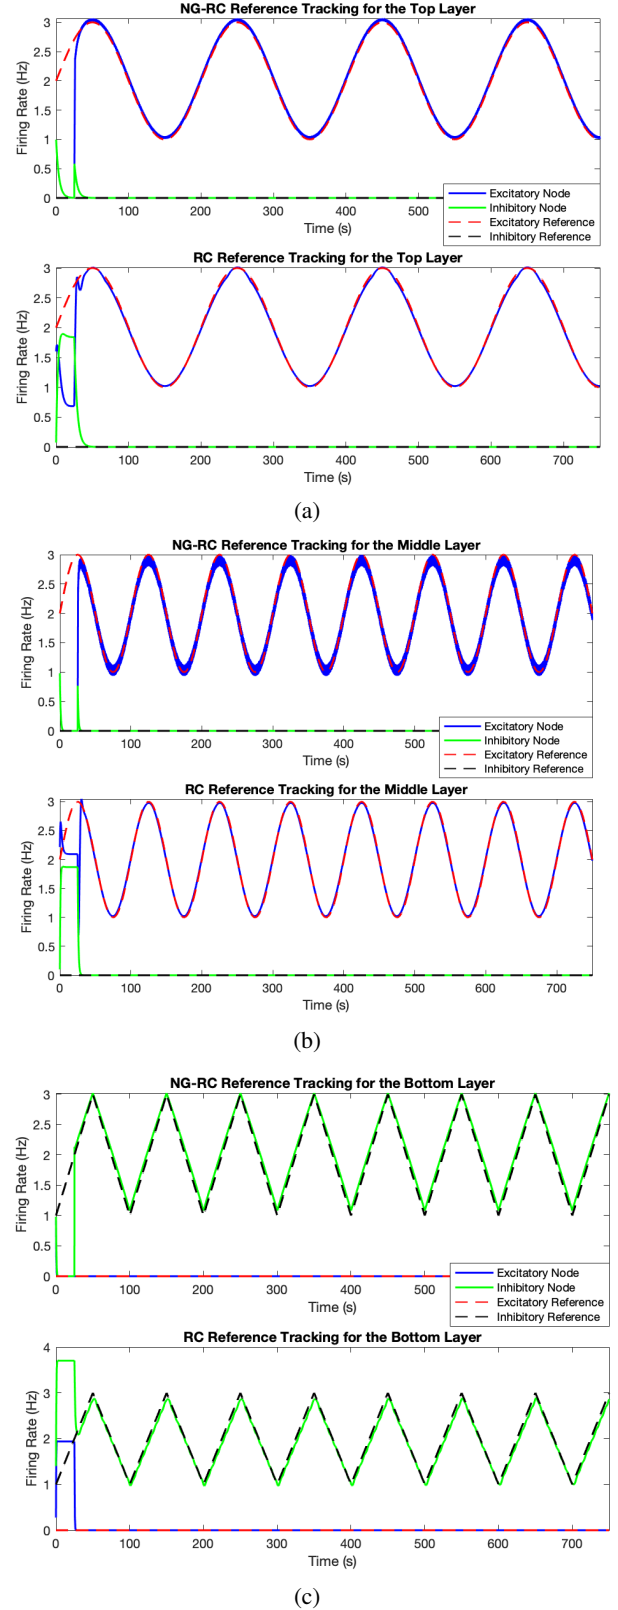 NG-RC Reference Tracking for the Top Layer
Firing Rate (Hz)
3
2.5
2
1.5
1
0.5
0
0 100 200 300 400 500
Time (s)
Excitatory Node
Inhibitory Node
Excitatory Reference
Inhibitory Reference
RC Reference Tracking for the Top Layer
Firing Rate (Hz)
3
2.5
2
1.5
1
0.5
0
0 100 200 300 400 500 600 700
Time (s)
(a)
NG-RC Reference Tracking for the Middle Layer
Firing Rate (Hz)
3
2.5
2
1.5
1
0.5
0
0 100 200 300 400 500
Time (s)
Excitatory Node
Inhibitory Node
Excitatory Reference
Inhibitory Reference
RC Reference Tracking for the Middle Layer
Firing Rate (Hz)
3
2.5
2
1.5
1
0.5
0
0 100 200 300 400 500 600 700
Time (s)
(b)
NG-RC Reference Tracking for the Bottom Layer
Firing Rate (Hz)
3
2.5
2
1.5
1
0.5
0
0 100 200 300 400 500
Time (s)
Excitatory Node
Inhibitory Node
Excitatory Reference
Inhibitory Reference
RC Reference Tracking for the Bottom Layer
Firing Rate (Hz)
4
3
2
1
0
0 100 200 300 400 500 600 700
Time (s)
(c)